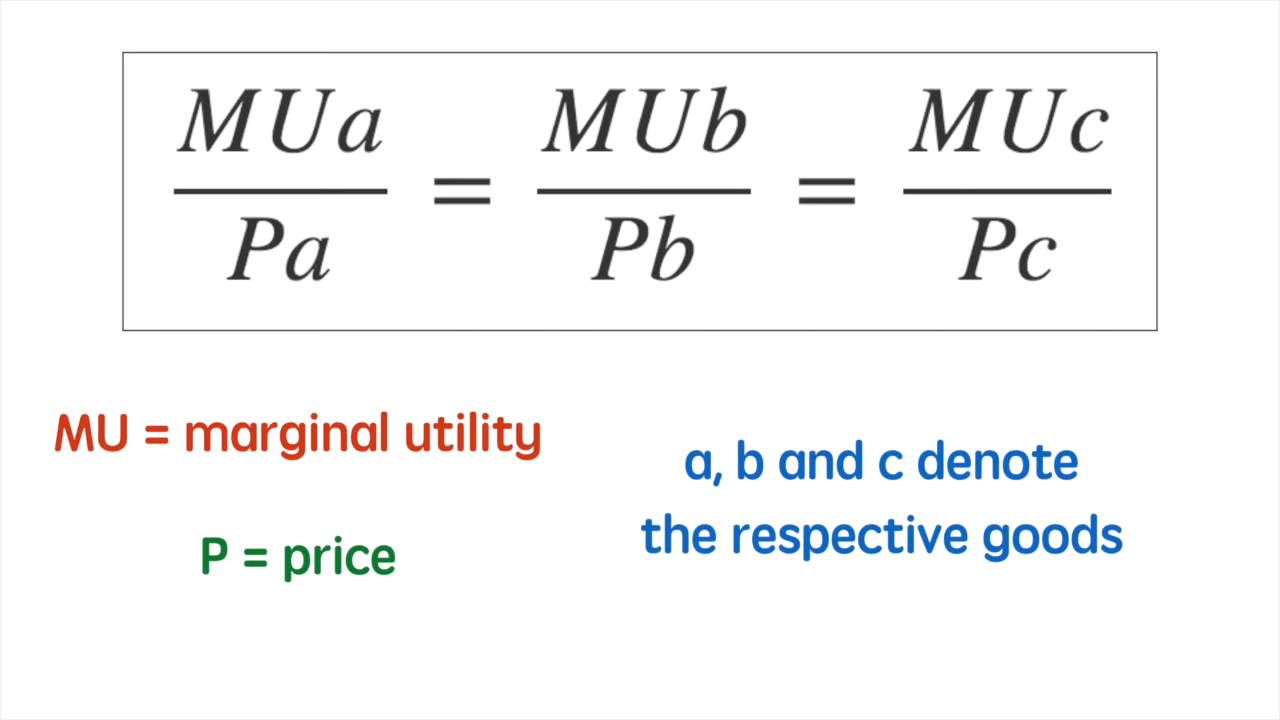 MUa/Pa = MUb/Pb = MUc/Pc
MU = marginal utility
P = price
a, b and c denote
the respective goods